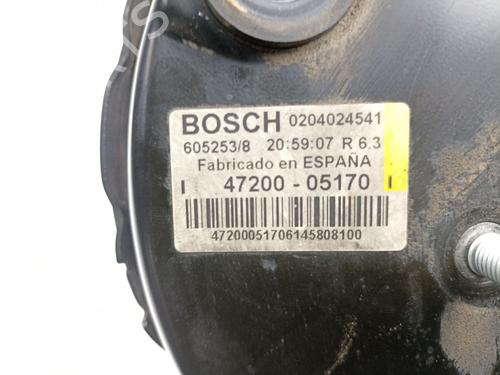 BOSCH 0204024541
605253/8 20:59:07 R 6.3
Fabricado en ESPAÑA
47200 - 05170
47200051706145808100